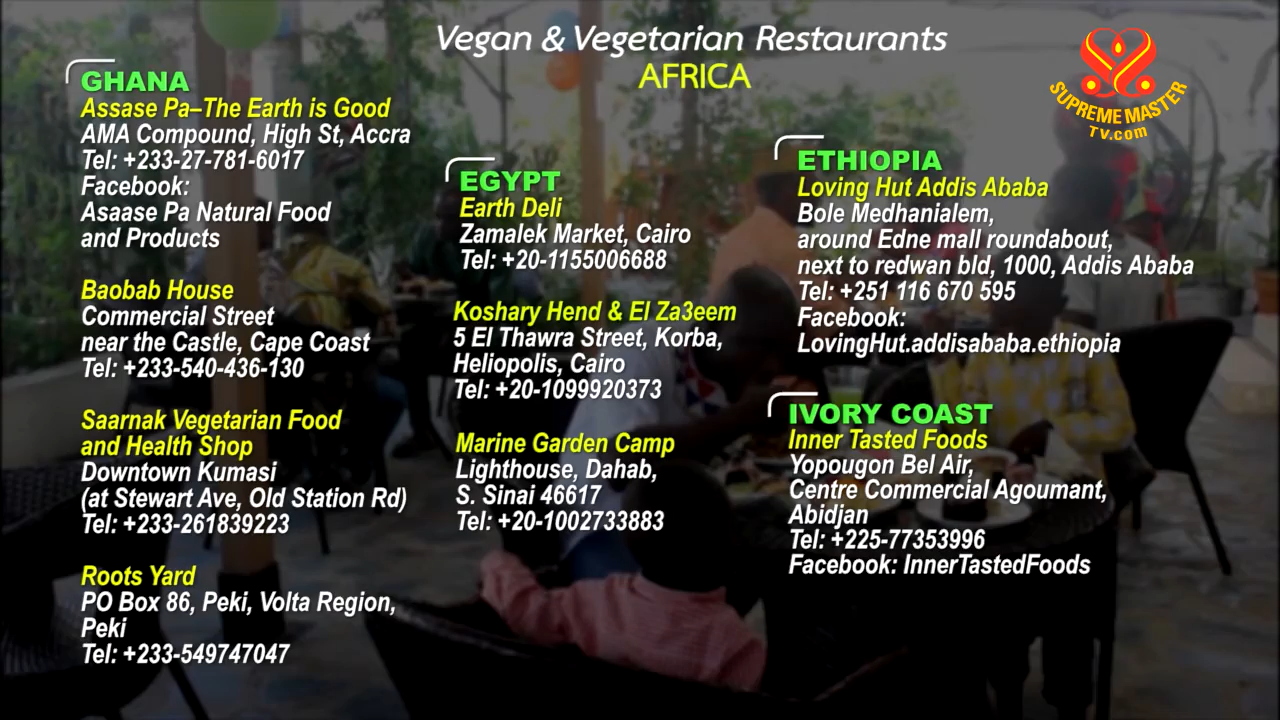 Vegan & Vegetarian Restaurants
AFRICA
SUPREME MASTER
TV.com
GHANA
Assase Pa–The Earth is Good
AMA Compound, High St, Accra
Tel: +233-27-781-6017
Facebook:
Asaase Pa Natural Food
and Products
Baobab House
Commercial Street
near the Castle, Cape Coast
Tel: +233-540-436-130
Saarnak Vegetarian Food
and Health Shop
Downtown Kumasi
(at Stewart Ave, Old Station Rd)
Tel: +233-261839223
Roots Yard
PO Box 86, Peki, Volta Region,
Peki
Tel: +233-549747047
EGYPT
Earth Deli
Zamalek Market, Cairo
Tel: +20-1155006688
Koshary Hend & El Za3eem
5 El Thawra Street, Korba,
Heliopolis, Cairo
Tel: +20-1099920373
Marine Garden Camp
Lighthouse, Dahab,
S. Sinai 46617
Tel: +20-1002733883
ETHIOPIA
Loving Hut Addis Ababa
Bole Medhanialem,
around Edne mall roundabout,
next to redwan bld, 1000, Addis Ababa
Tel: +251 116 670 595
Facebook:
LovingHut.addisababa.ethiopia
IVORY COAST
Inner Tasted Foods
Yopougon Bel Air,
Centre Commercial Agoumant,
Abidjan
Tel: +225-77353996
Facebook: InnerTastedFoods